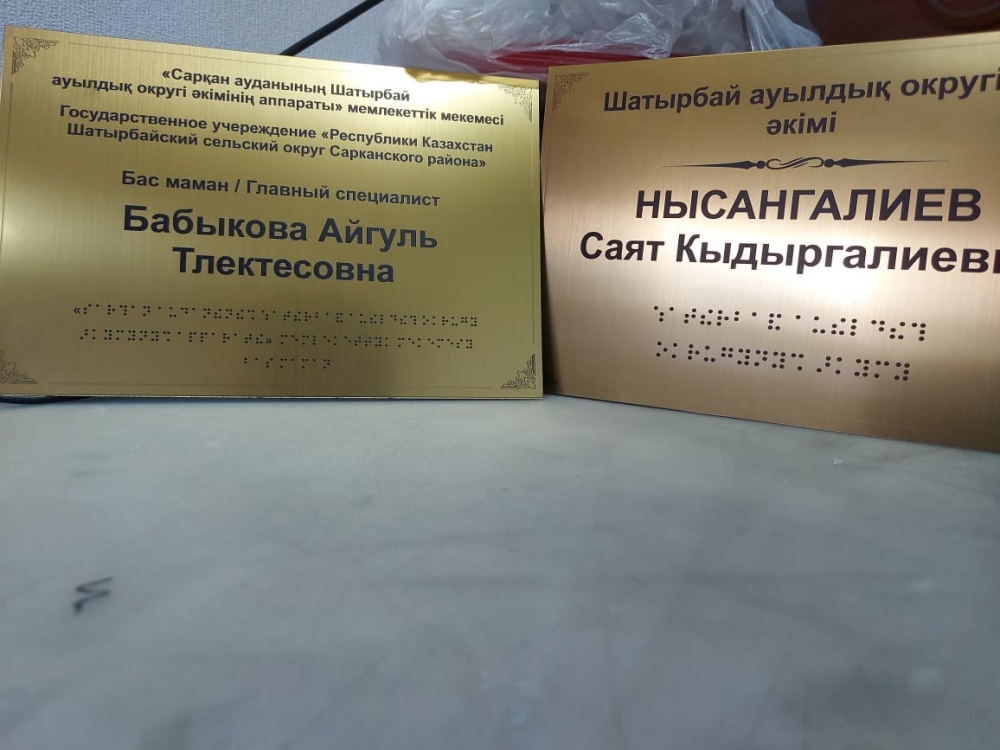 «Сарқан ауданының Шатырбай
ауылдық округі әкімінің аппараты» мемлекеттік мекемесі
Государственное учереждение «Республики Казахстан
Шатырбайский сельский округ Сарканского района»
Бас маман / Главный специалист
Бабыкова Айгуль
Тлектесовна
Шатырбай ауылдық округі
әкімі
НЫСАНГАЛИЕВ
Саят Кыдыргалиеви